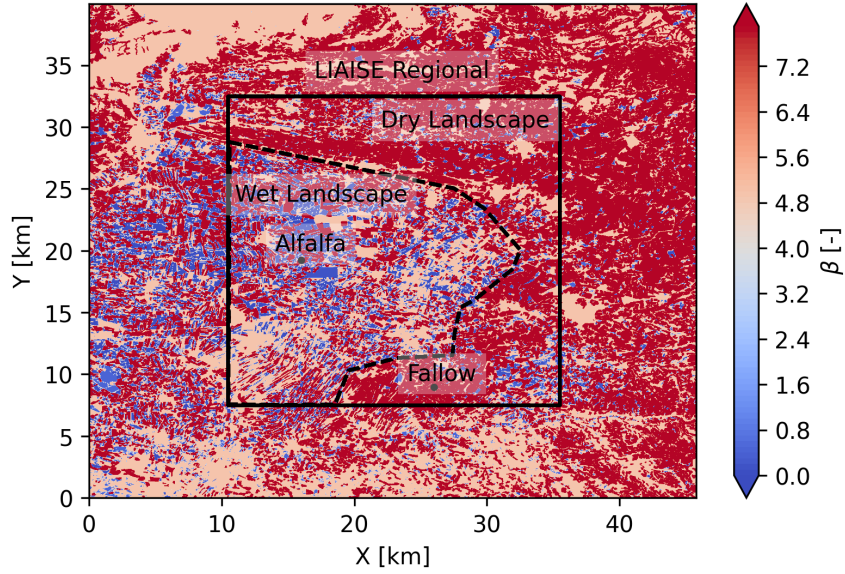 LIAISE Regional
Dry Landscape
Wet Landscape
Alfalfa
Fallow
35
30
25
20
15
10
5
0
Y [km]
0
10
20
30
40
X [km]
7.2
6.4
5.6
4.8
4.0
3.2
2.4
1.6
0.8
0.0
β [-]